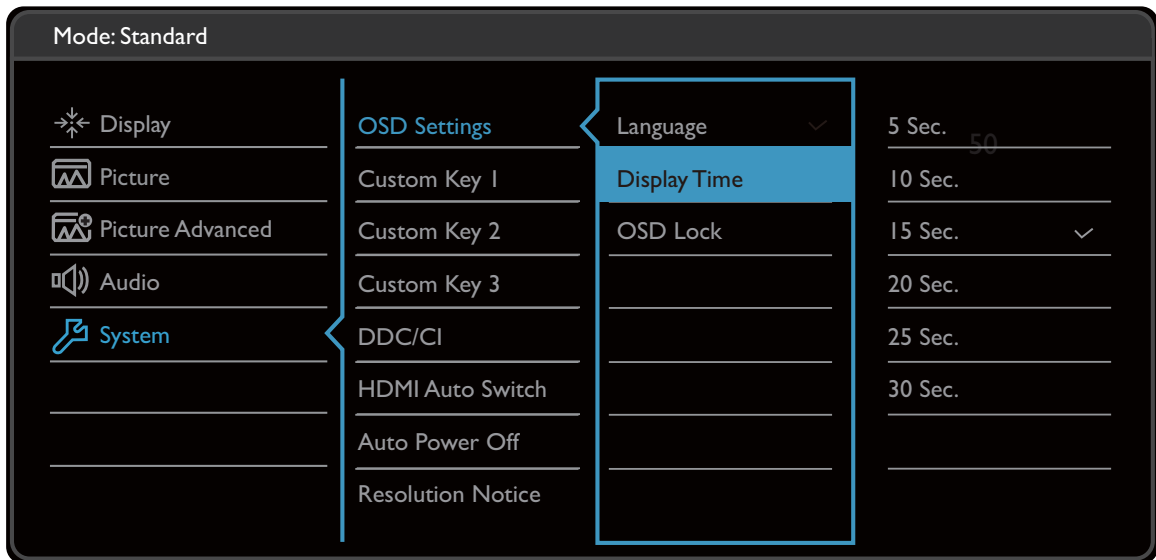 Mode: Standard
Display
Picture
Picture Advanced
Audio
System
OSD Settings
Custom Key 1
Custom Key 2
Custom Key 3
DDC/CI
HDMI Auto Switch
Auto Power Off
Resolution Notice
Language
Display Time
OSD Lock
5 Sec.
50
10 Sec.
15 Sec.
20 Sec.
25 Sec.
30 Sec.